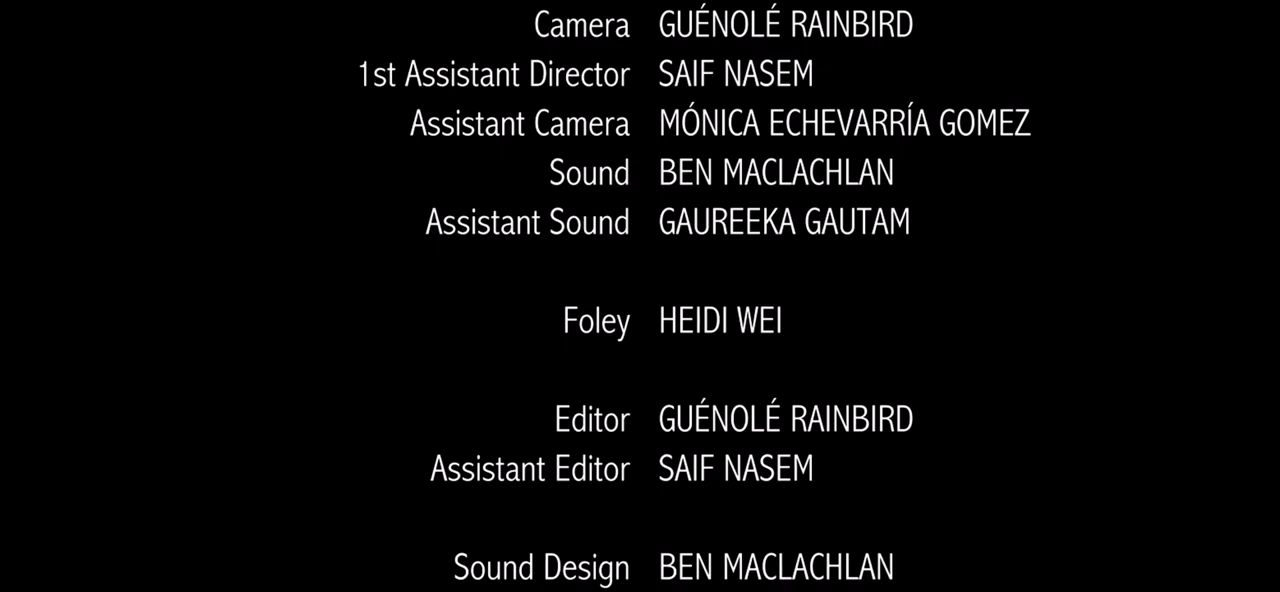 Camera GUÉNOLÉ RAINBIRD
1st Assistant Director SAIF NASEM
Assistant Camera MÓNICA ECHEVARRÍA GOMEZ
Sound BEN MACLACHLAN
Assistant Sound GAUREEKA GAUTAM
Foley HEIDI WEI
Editor GUÉNOLÉ RAINBIRD
Assistant Editor SAIF NASEM
Sound Design BEN MACLACHLAN